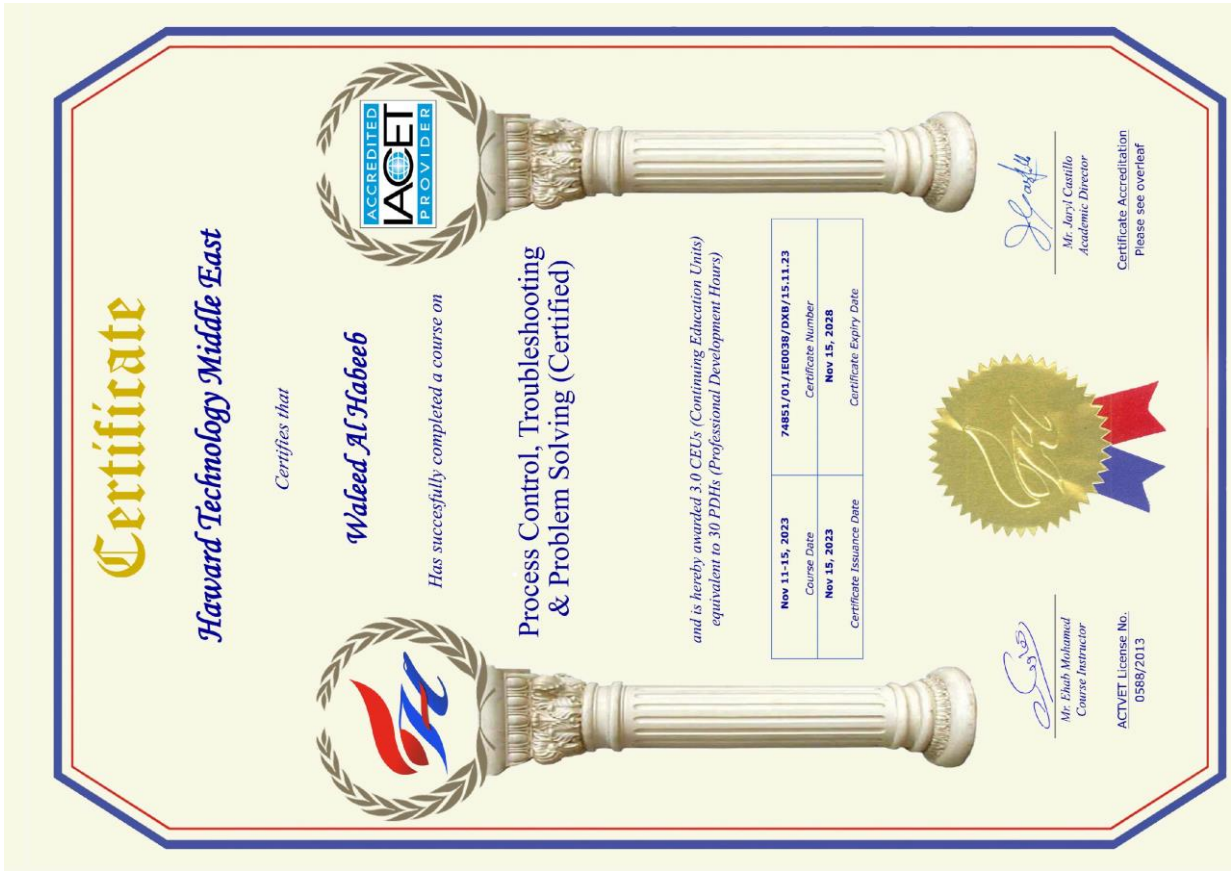 Certificate
Haward Technology Middle East
Certifies that
Waleed Al Habeeb
Has succesfully completed a course on
ACCREDITED
IACET
PROVIDER
Process Control, Troubleshooting
& Problem Solving (Certified)
and is hereby awarded 3.0 CEUs (Continuing Education Units)
equivalent to 30 PDHs (Professional Development Hours)
Nov 11-15, 2023 74851/01/IE0038/DXB/15.11.23
Course Date Certificate Number
Nov 15, 2023 Nov 15, 2028
Certificate Issuance Date Certificate Expiry Date
Mr. Ehab Mohamed
Course Instructor
ACTVET License No.
0588/2013
Mr. Jaryl Castillo
Academic Director
Certificate Accreditation
Please see overleaf